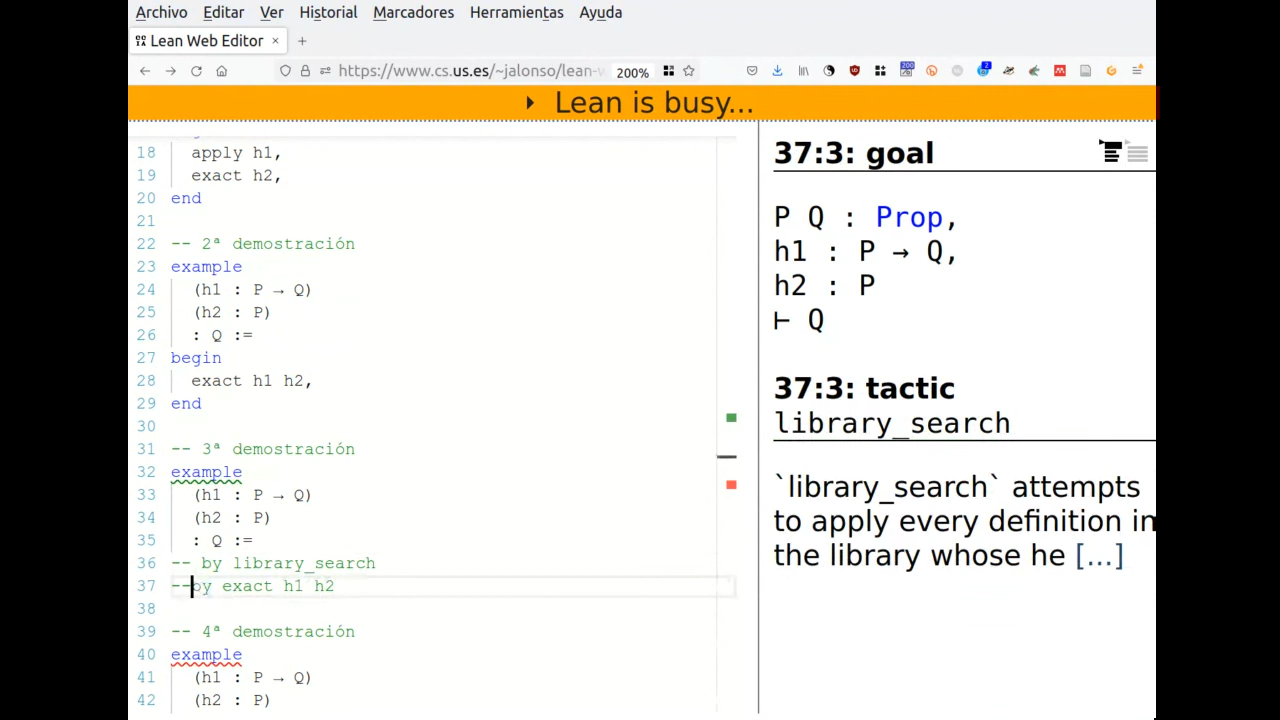 Archivo Editar Ver Historial Marcadores Herramientas Ayuda
Lean Web Editor × +
https://www.cs.us.es/~jalonso/lean-w 200%
Lean is busy...
18 apply h1,
19 exact h2,
20 end
21
22 -- 2ª demostración
23 example
24 (h1 : P → Q)
25 (h2 : P)
26 : Q :=
27 begin
28 exact h1 h2,
29 end
30
31 -- 3ª demostración
32 example
33 (h1 : P → Q)
34 (h2 : P)
35 : Q :=
36 -- by library_search
37 --by exact h1 h2
38
39 -- 4ª demostración
40 example
41 (h1 : P → Q)
42 (h2 : P)
37:3: goal
P Q : Prop,
h1 : P → Q,
h2 : P
⊢ Q
37:3: tactic
library_search
`library_search` attempts
to apply every definition in
the library whose he [...]